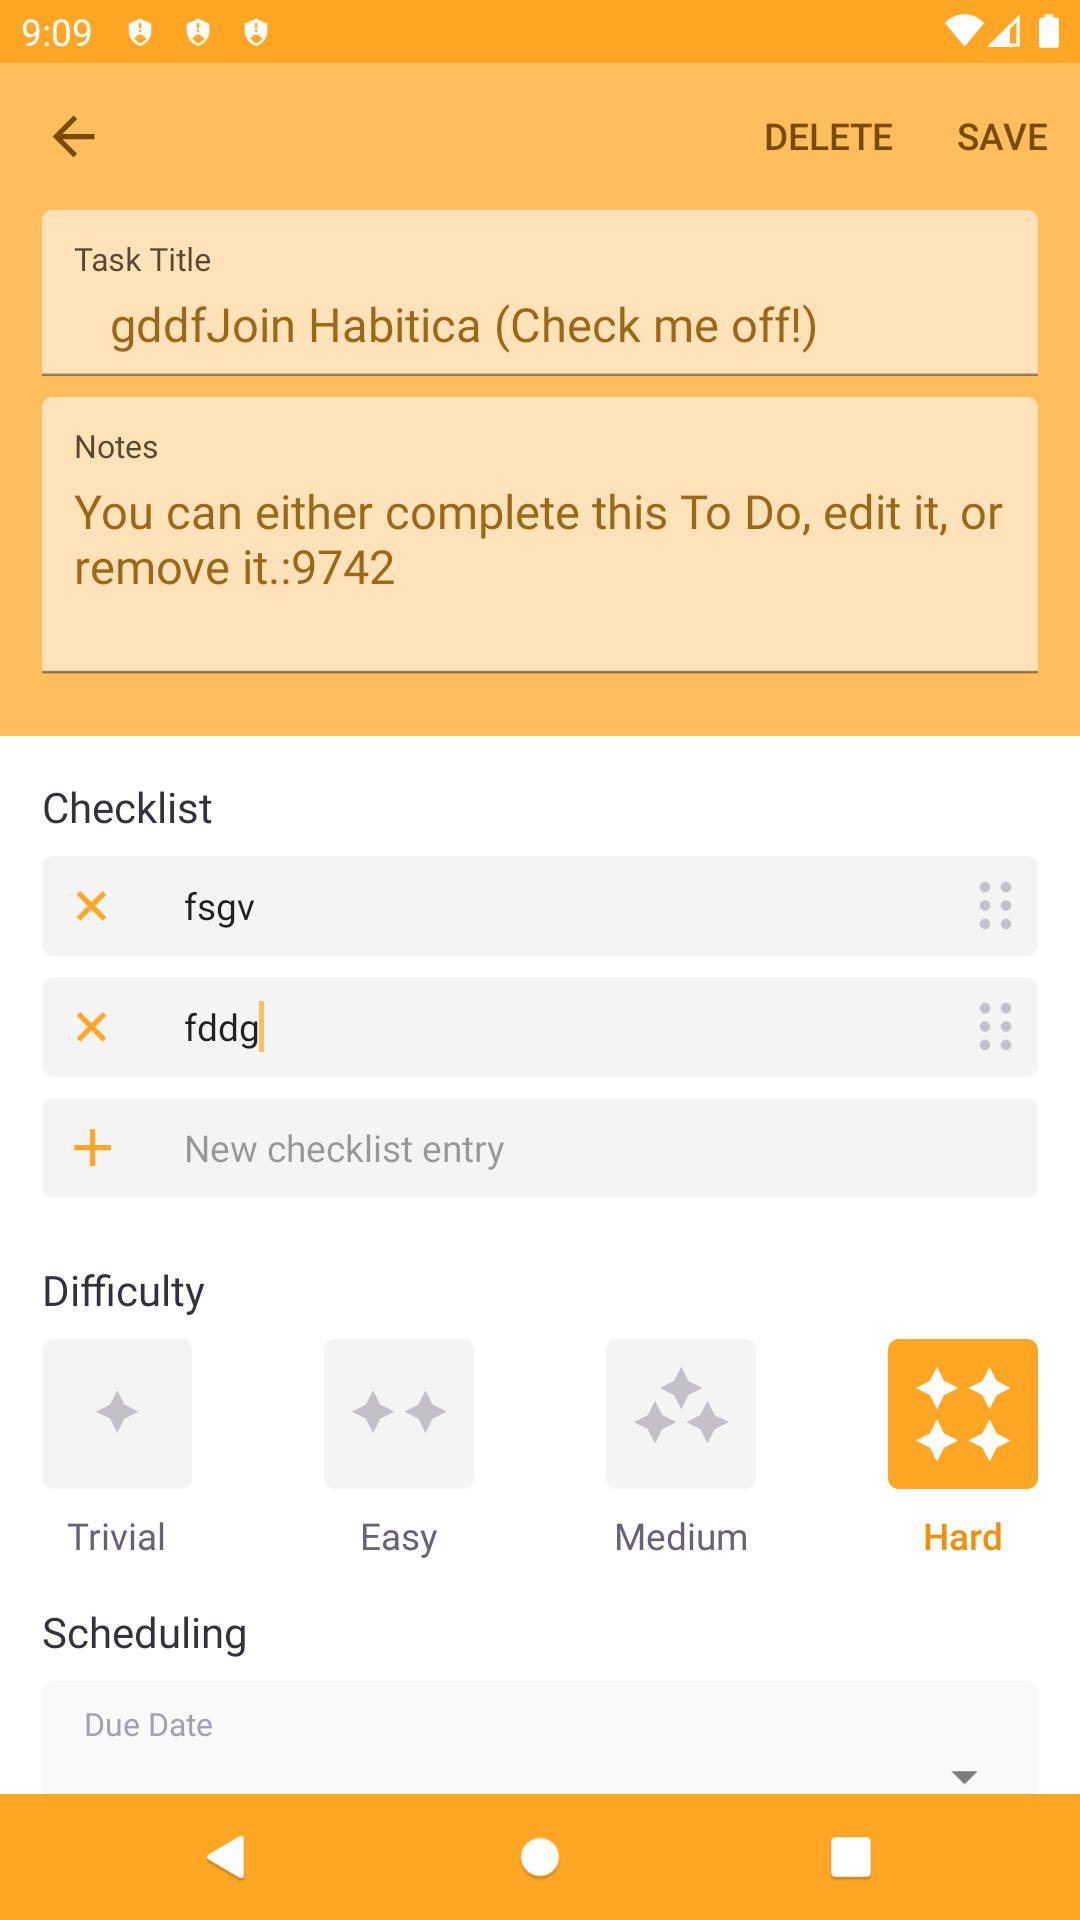 9:09
DELETE SAVE
Task Title
gddfJoin Habitica (Check me off!)
Notes
You can either complete this To Do, edit it, or
remove it.:9742
Checklist
fsgv
fddg
New checklist entry
Difficulty
Trivial Easy Medium Hard
Scheduling
Due Date